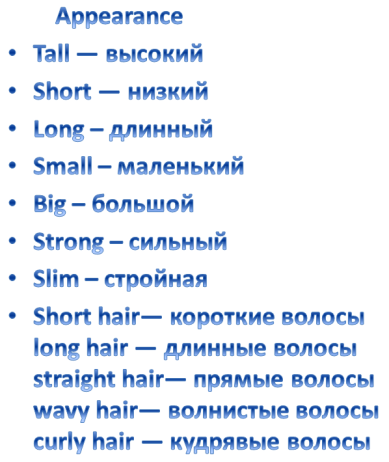 Appearance
• Tall — высокий
• Short — низкий
• Long – длинный
• Small – маленький
• Big – большой
• Strong – сильный
• Slim – стройная
• Short hair— короткие волосы
long hair — длинные волосы
straight hair— прямые волосы
wavy hair— волнистые волосы
curly hair — кудрявые волосы